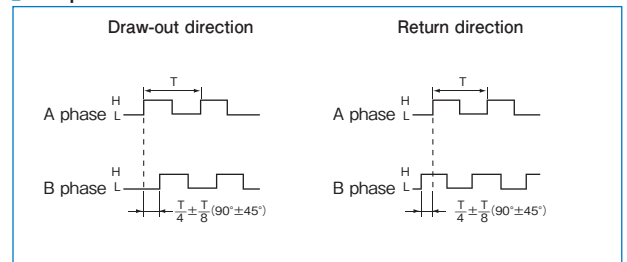 Draw-out direction
Return direction
T
H
A phase L
T
H
A phase L
H
B phase L
T/4±T/8(90°±45°)
H
B phase L
T/4±T/8(90°±45°)